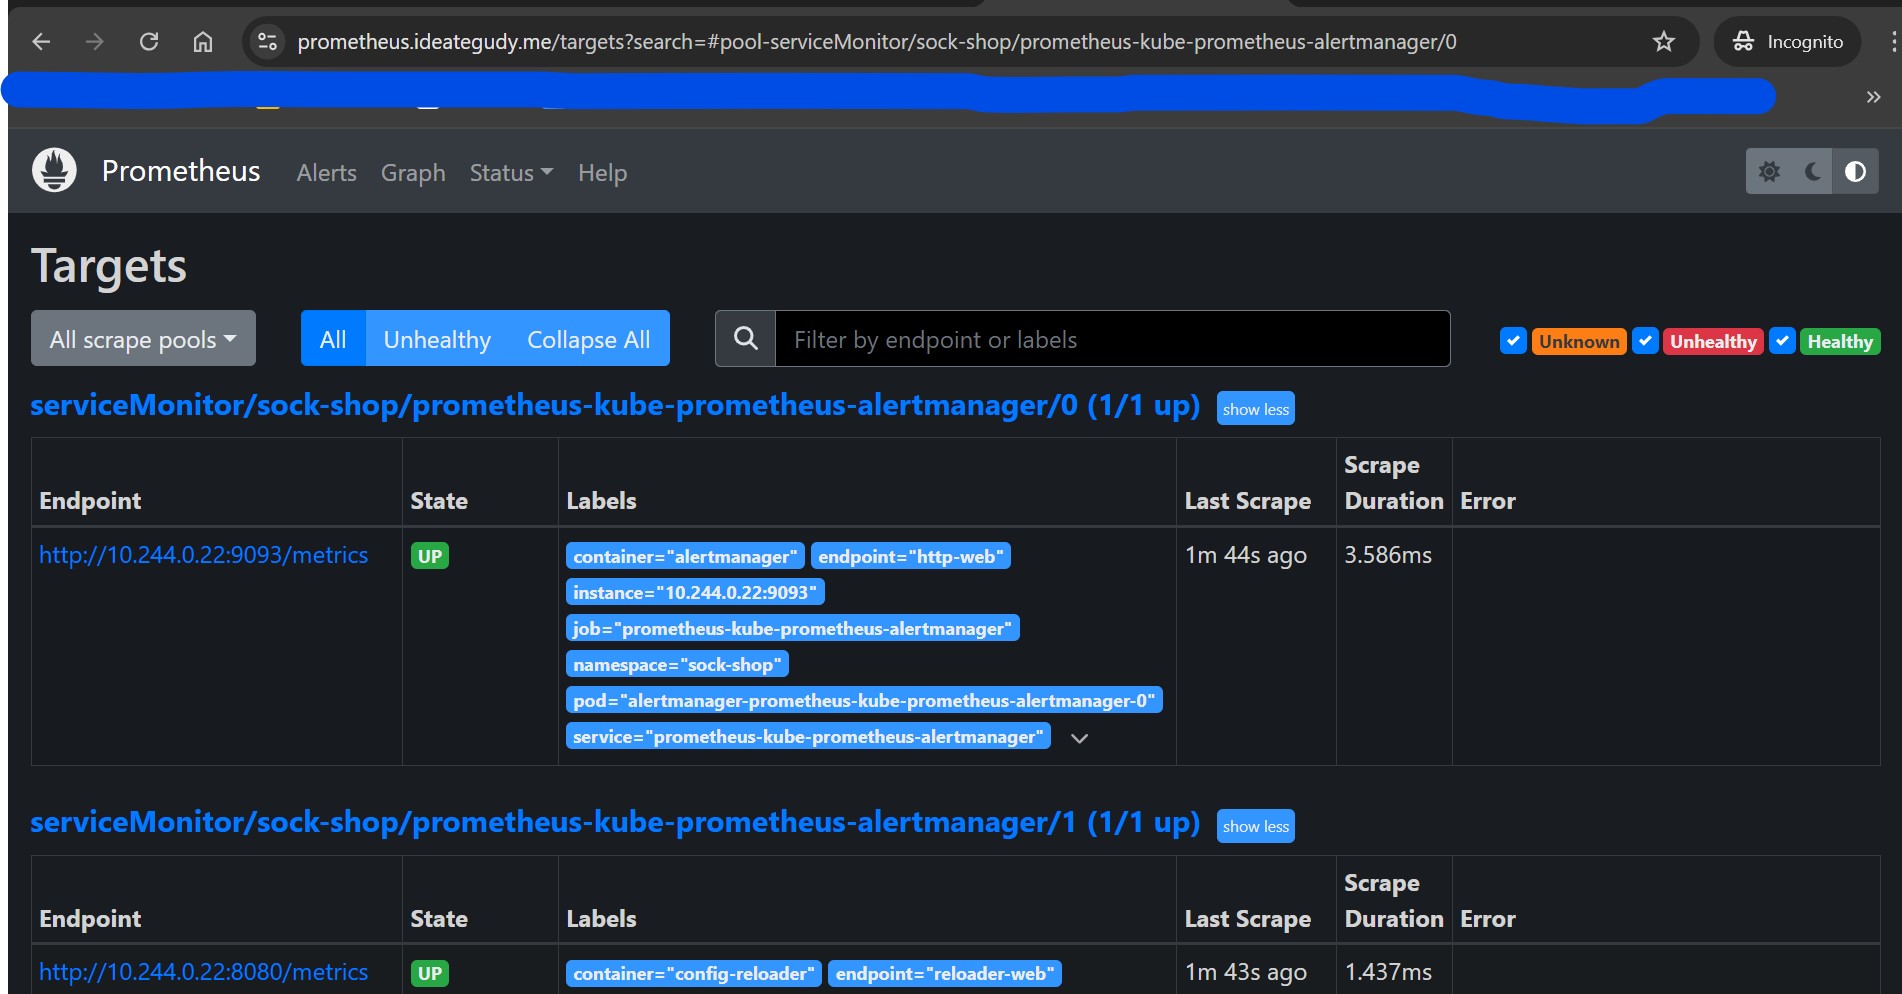 prometheus.ideategudy.me/targets?search=#pool-serviceMonitor/sock-shop/prometheus-kube-prometheus-alertmanager/0
Incognito
Prometheus Alerts Graph Status Help
Targets
All scrape pools All Unhealthy Collapse All Filter by endpoint or labels Unknown Unhealthy Healthy
serviceMonitor/sock-shop/prometheus-kube-prometheus-alertmanager/0 (1/1 up) show less
Endpoint State Labels Last Scrape Scrape Duration Error
http://10.244.0.22:9093/metrics UP container="alertmanager" endpoint="http-web" 1m 44s ago 3.586ms
instance="10.244.0.22:9093"
job="prometheus-kube-prometheus-alertmanager"
namespace="sock-shop"
pod="alertmanager-prometheus-kube-prometheus-alertmanager-0"
service="prometheus-kube-prometheus-alertmanager"
serviceMonitor/sock-shop/prometheus-kube-prometheus-alertmanager/1 (1/1 up) show less
Endpoint State Labels Last Scrape Scrape Duration Error
http://10.244.0.22:8080/metrics UP container="config-reloader" endpoint="reloader-web" 1m 43s ago 1.437ms